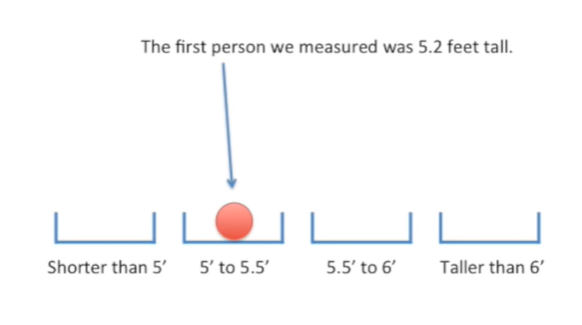 The first person we measured was 5.2 feet tall.
Shorter than 5′ 5′ to 5.5′ 5.5′ to 6′ Taller than 6′